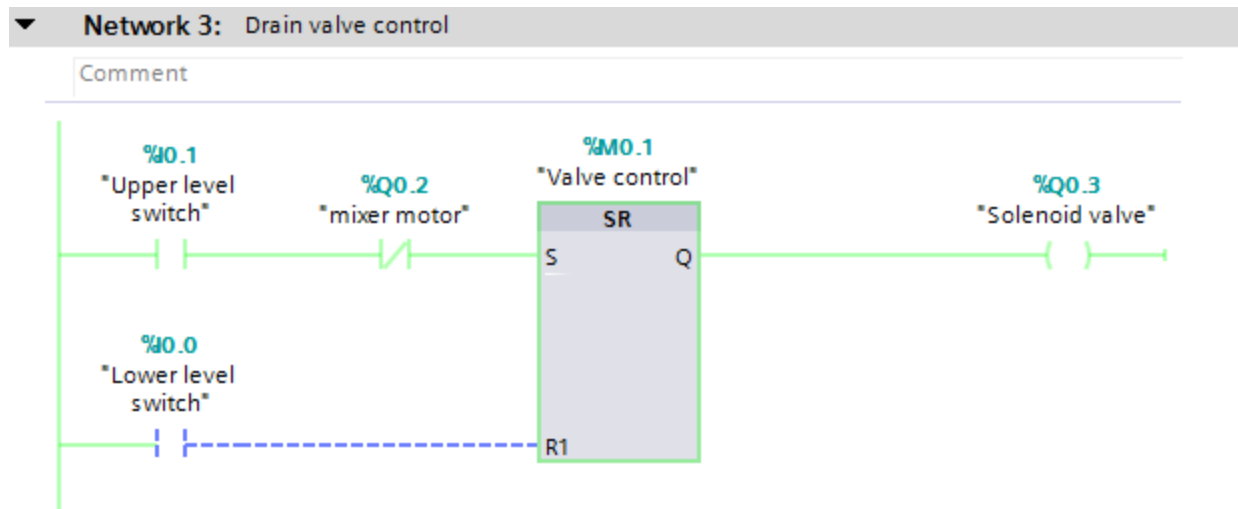 Network 3: Drain valve control
Comment
%I0.1
"Upper level
switch"
%Q0.2
"mixer motor"
%M0.1
"Valve control"
SR
S
Q
%Q0.3
"Solenoid valve"
%I0.0
"Lower level
switch"
R1